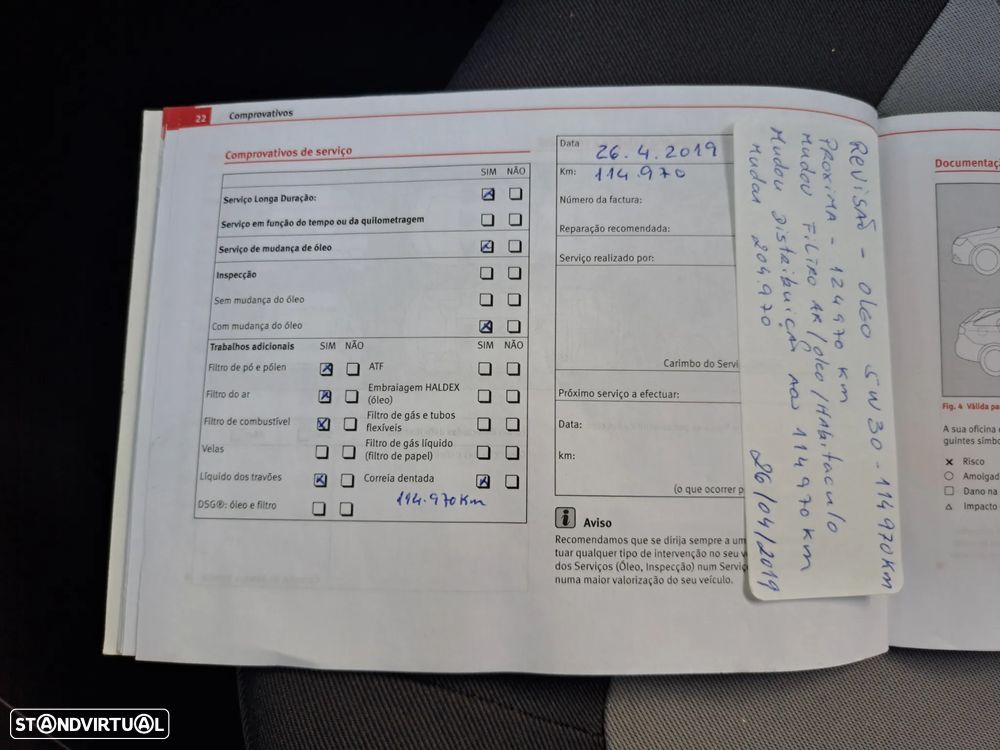 22 Comprovativos
Comprovativos de serviço
SIM NÃO
Serviço Longa Duração:
Serviço em função do tempo ou da quilometragem
Serviço de mudança de óleo
Inspecção
Sem mudança do óleo
Com mudança do óleo
Trabalhos adicionais SIM NÃO SIM NÃO
Filtro de pó e pólen ATF
Filtro do ar Embraiagem HALDEX
(óleo)
Filtro de combustível Filtro de gás e tubos
flexíveis
Velas Filtro de gás líquido
(filtro de papel)
Líquido dos travões Correia dentada
DSG®: óleo e filtro 114.970Km
Data 26.4.2019
Km: 114.970
Número da factura:
Reparação recomendada:
Serviço realizado por:
Carimbo do Servi
Próximo serviço a efectuar:
Data:
km:
(o que ocorrer p
i Aviso
Recomendamos que se dirija sempre a um
tuar qualquer tipo de intervenção no seu v
dos Serviços (Óleo, Inspecção) num Serviç
numa maior valorização do seu veículo.
REVISÃO - OLEO 5W30 - 114970KM
PROXIMA - 124970 KM
MUDOU FILTRO AR/OLEO/HABITACULO
MUDOU DISTRIBUIÇÃO AOS 114970KM
MUDAR 204.970 26/04/2019
Documentaç
Fig. 4 Válida pa
A sua oficina
guintes símbo
Risco
Amolgad
Dano na
Impacto
STANDVIRTUAL